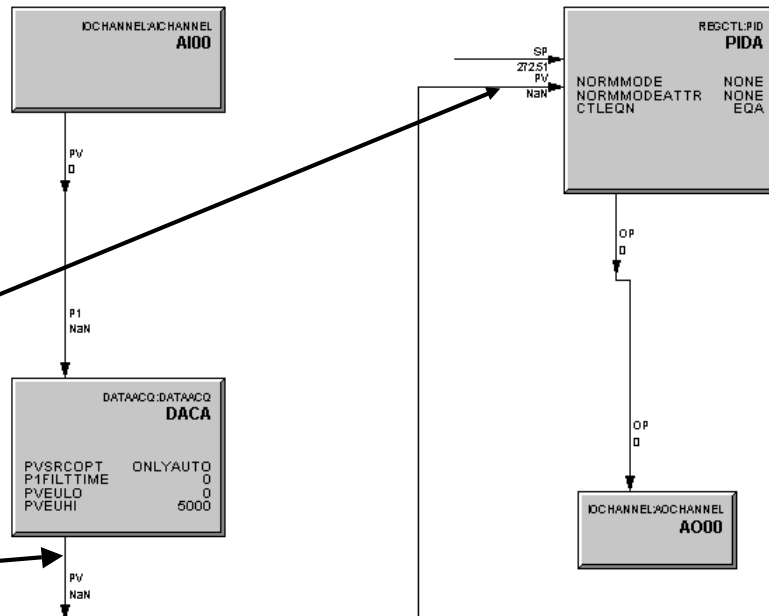 IOCHANNEL:AICHANNEL
AI00
PV
0
P1
NaN
DATAACQ:DATAACQ
DACA
PVSRCOPT ONLYAUTO
P1FILTTIME 0
PVEULO 0
PVEUHI 5000
PV
NaN
REGCTL:PID
PIDA
SP
272.51
PV
NaN
NORMMODE NONE
NORMMODEATTR NONE
CTLEQN EQA
OP
0
OP
0
IOCHANNEL:AOCHANNEL
AO00